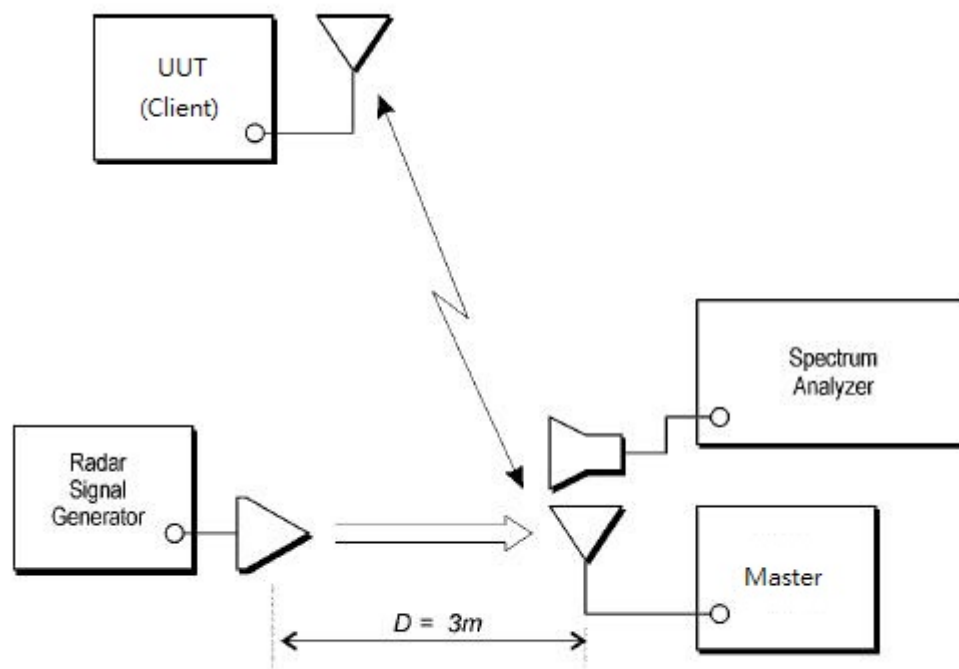 UUT
(Client)
Spectrum
Analyzer
Radar
Signal
Generator
Master
D = 3m